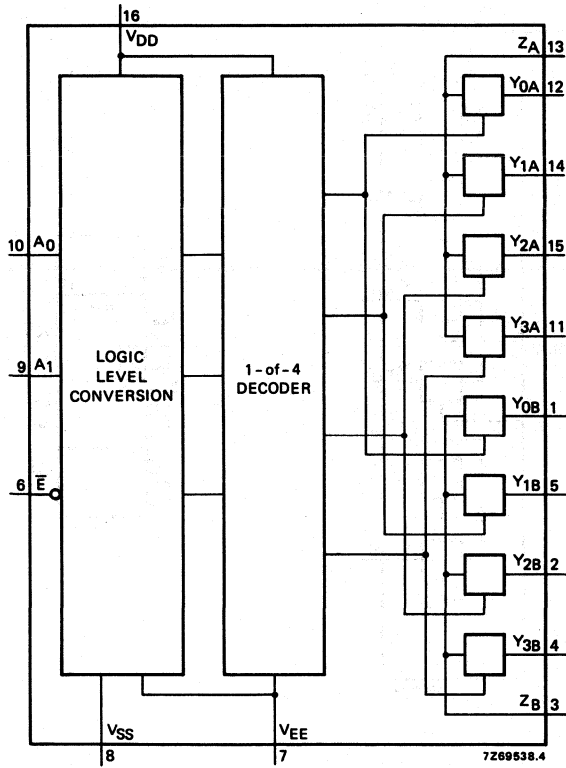 16
VDD
ZA 13
Y0A 12
Y1A 14
10 A0
Y2A 15
Y3A 11
9 A1
LOGIC
LEVEL
CONVERSION
1-of-4
DECODER
Y0B 1
6 E̅
Y1B 5
Y2B 2
Y3B 4
ZB 3
VSS
VEE
8
7
7Z69538.4